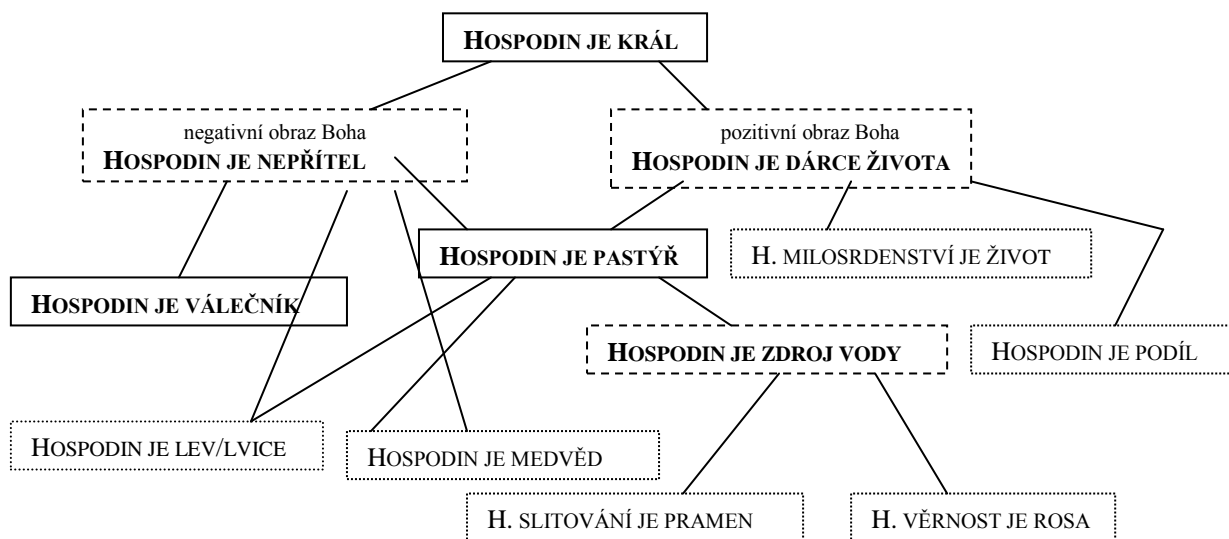 HOSPODIN JE KRÁL
negativní obraz Boha
HOSPODIN JE NEPŘÍTEL
pozitivní obraz Boha
HOSPODIN JE DÁRCE ŽIVOTA
HOSPODIN JE PASTÝŘ
H. MILOSRDENSTVÍ JE ŽIVOT
HOSPODIN JE VÁLEČNÍK
HOSPODIN JE ZDROJ VODY
HOSPODIN JE PODÍL
HOSPODIN JE LEV/LVICE
HOSPODIN JE MEDVĚD
H. SLITOVÁNÍ JE PRAMEN
H. VĚRNOST JE ROSA